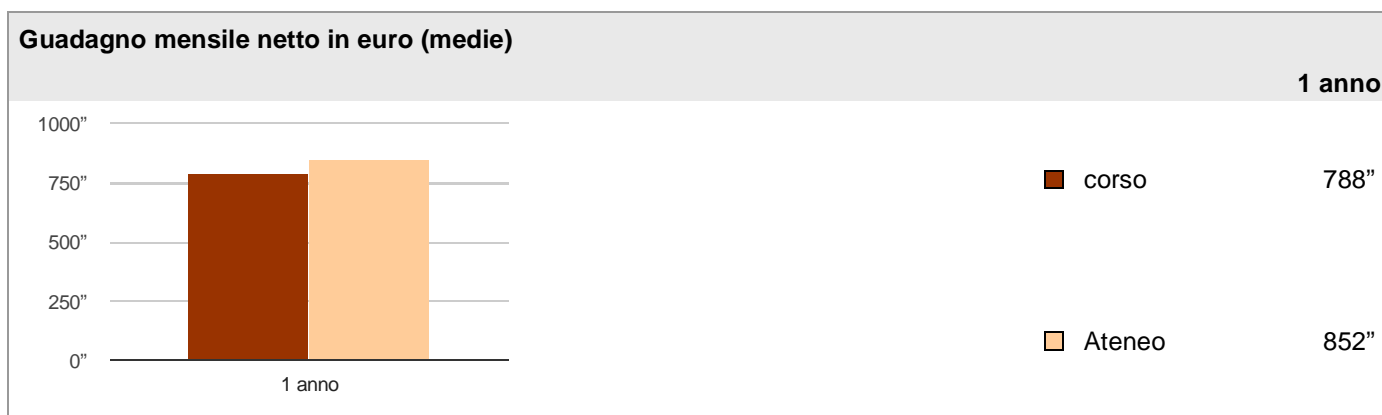 Guadagno mensile netto in euro (medie)
1 anno
1000”
750”
500”
250”
0”
1 anno
corso 788”
Ateneo 852”